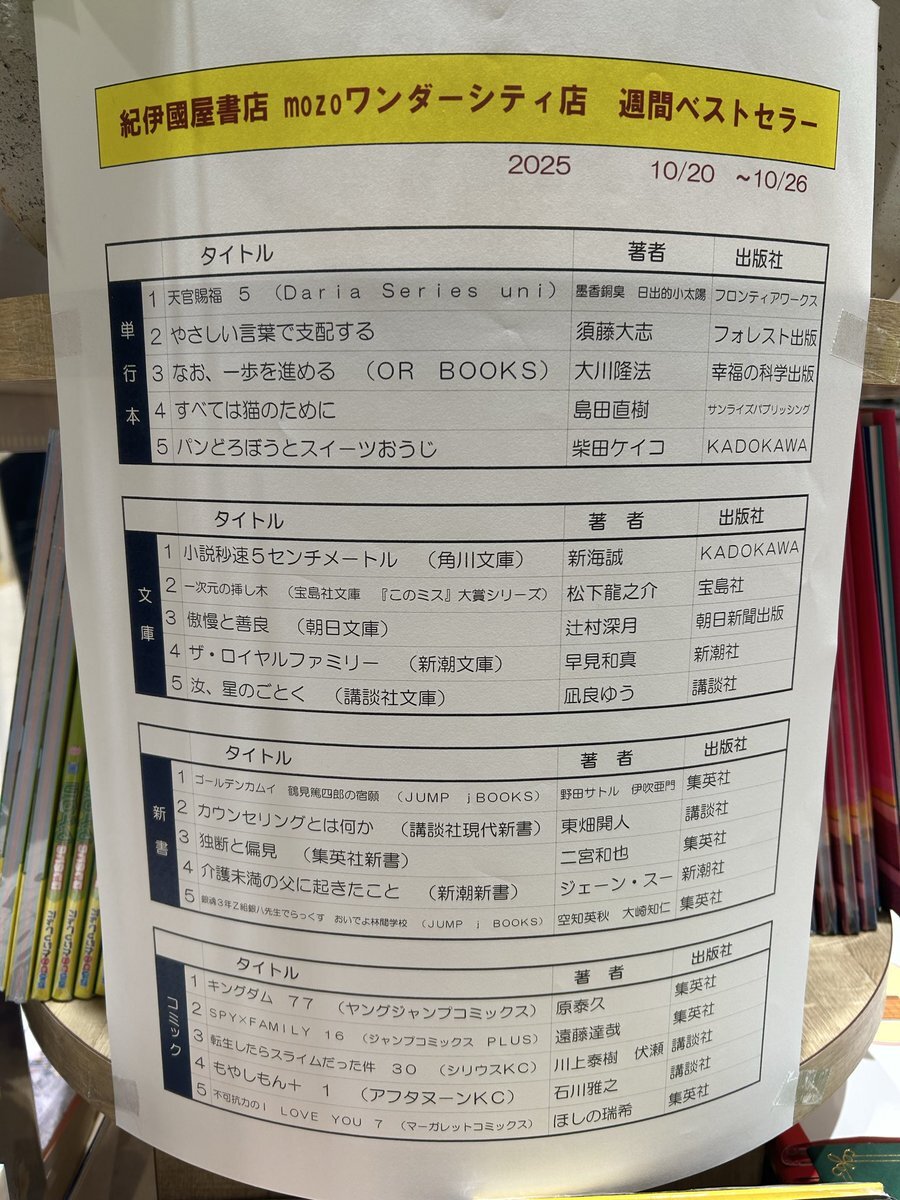 紀伊國屋書店 mozoワンダーシティ店 週間ベストセラー
2025 10/20 ~10/26
タイトル 著者 出版社
単行本
1 天官賜福 5 （Daria Series uni） 墨香銅臭 日出的小太陽 フロンティアワークス
2 やさしい言葉で支配する 須藤大志 フォレスト出版
3 なお、一歩を進める （OR BOOKS） 大川隆法 幸福の科学出版
4 すべては猫のために 島田直樹 サンライズパブリッシング
5 パンどろぼうとスイーツおうじ 柴田ケイコ KADOKAWA
タイトル 著者 出版社
文庫
1 小説秒速5センチメートル （角川文庫） 新海誠 KADOKAWA
2 一次元の挿し木 （宝島社文庫 『このミス』大賞シリーズ） 松下龍之介 宝島社
3 傲慢と善良 （朝日文庫） 辻村深月 朝日新聞出版
4 ザ・ロイヤルファミリー （新潮文庫） 早見和真 新潮社
5 汝、星のごとく （講談社文庫） 凪良ゆう 講談社
タイトル 著者 出版社
新書
1 ゴールデンカムイ 鶴見篤四郎の宿願 （JUMP jBOOKS） 野田サトル 伊吹亜門 集英社
2 カウンセリングとは何か （講談社現代新書） 東畑開人 講談社
3 独断と偏見 （集英社新書） 二宮和也 集英社
4 介護未満の父に起きたこと （新潮新書） ジェーン・スー 新潮社
5 銀魂3年Z組銀八先生でらっくす おいでよ林間学校 （JUMP j BOOKS） 空知英秋 大崎知仁 集英社
タイトル 著者 出版社
コミック
1 キングダム 77 （ヤングジャンプコミックス） 原泰久 集英社
2 SPY×FAMILY 16 （ジャンプコミックス PLUS） 遠藤達哉 集英社
3 転生したらスライムだった件 30 （シリウスKC） 川上泰樹 伏瀬 講談社
4 もやしもん＋ 1 （アフタヌーンKC） 石川雅之 講談社
5 不可抗力のI LOVE YOU 7 （マーガレットコミックス） ほしの瑞希 集英社